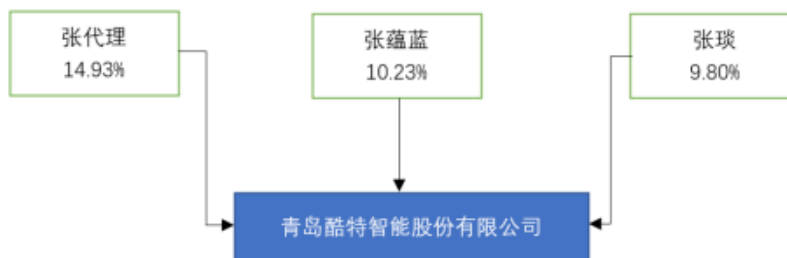 张代理
14.93%
张蕴蓝
10.23%
张琰
9.80%
青岛酷特智能股份有限公司